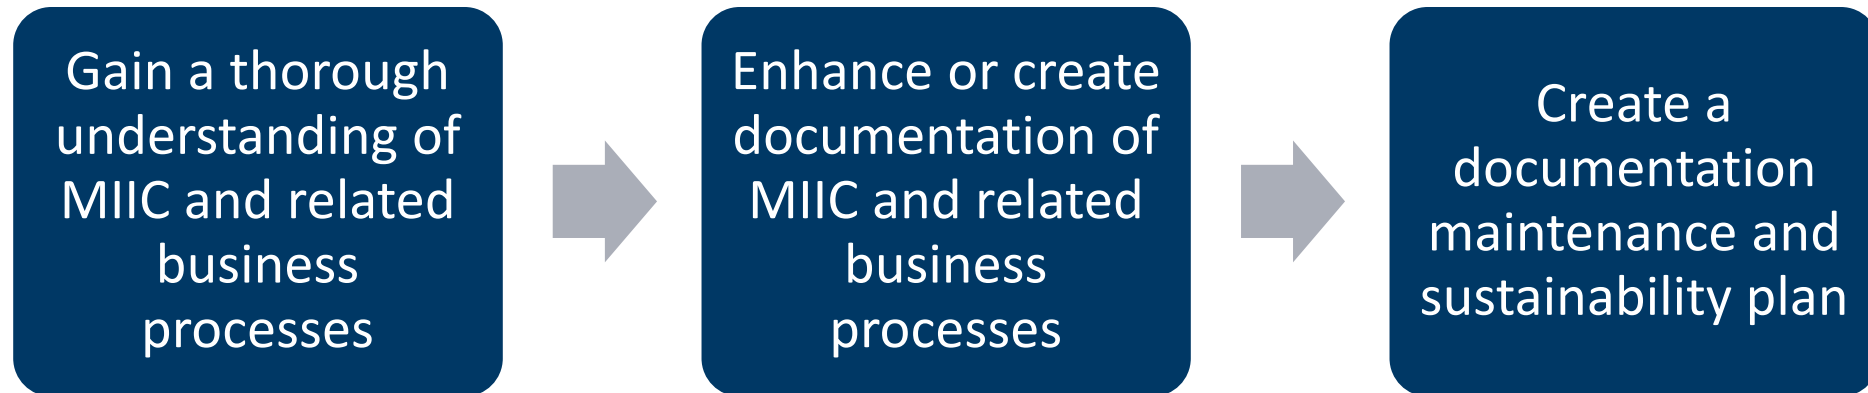 Gain a thorough
understanding of
MIIC and related
business
processes
Enhance or create
documentation of
MIIC and related
business
processes
Create a
documentation
maintenance and
sustainability plan